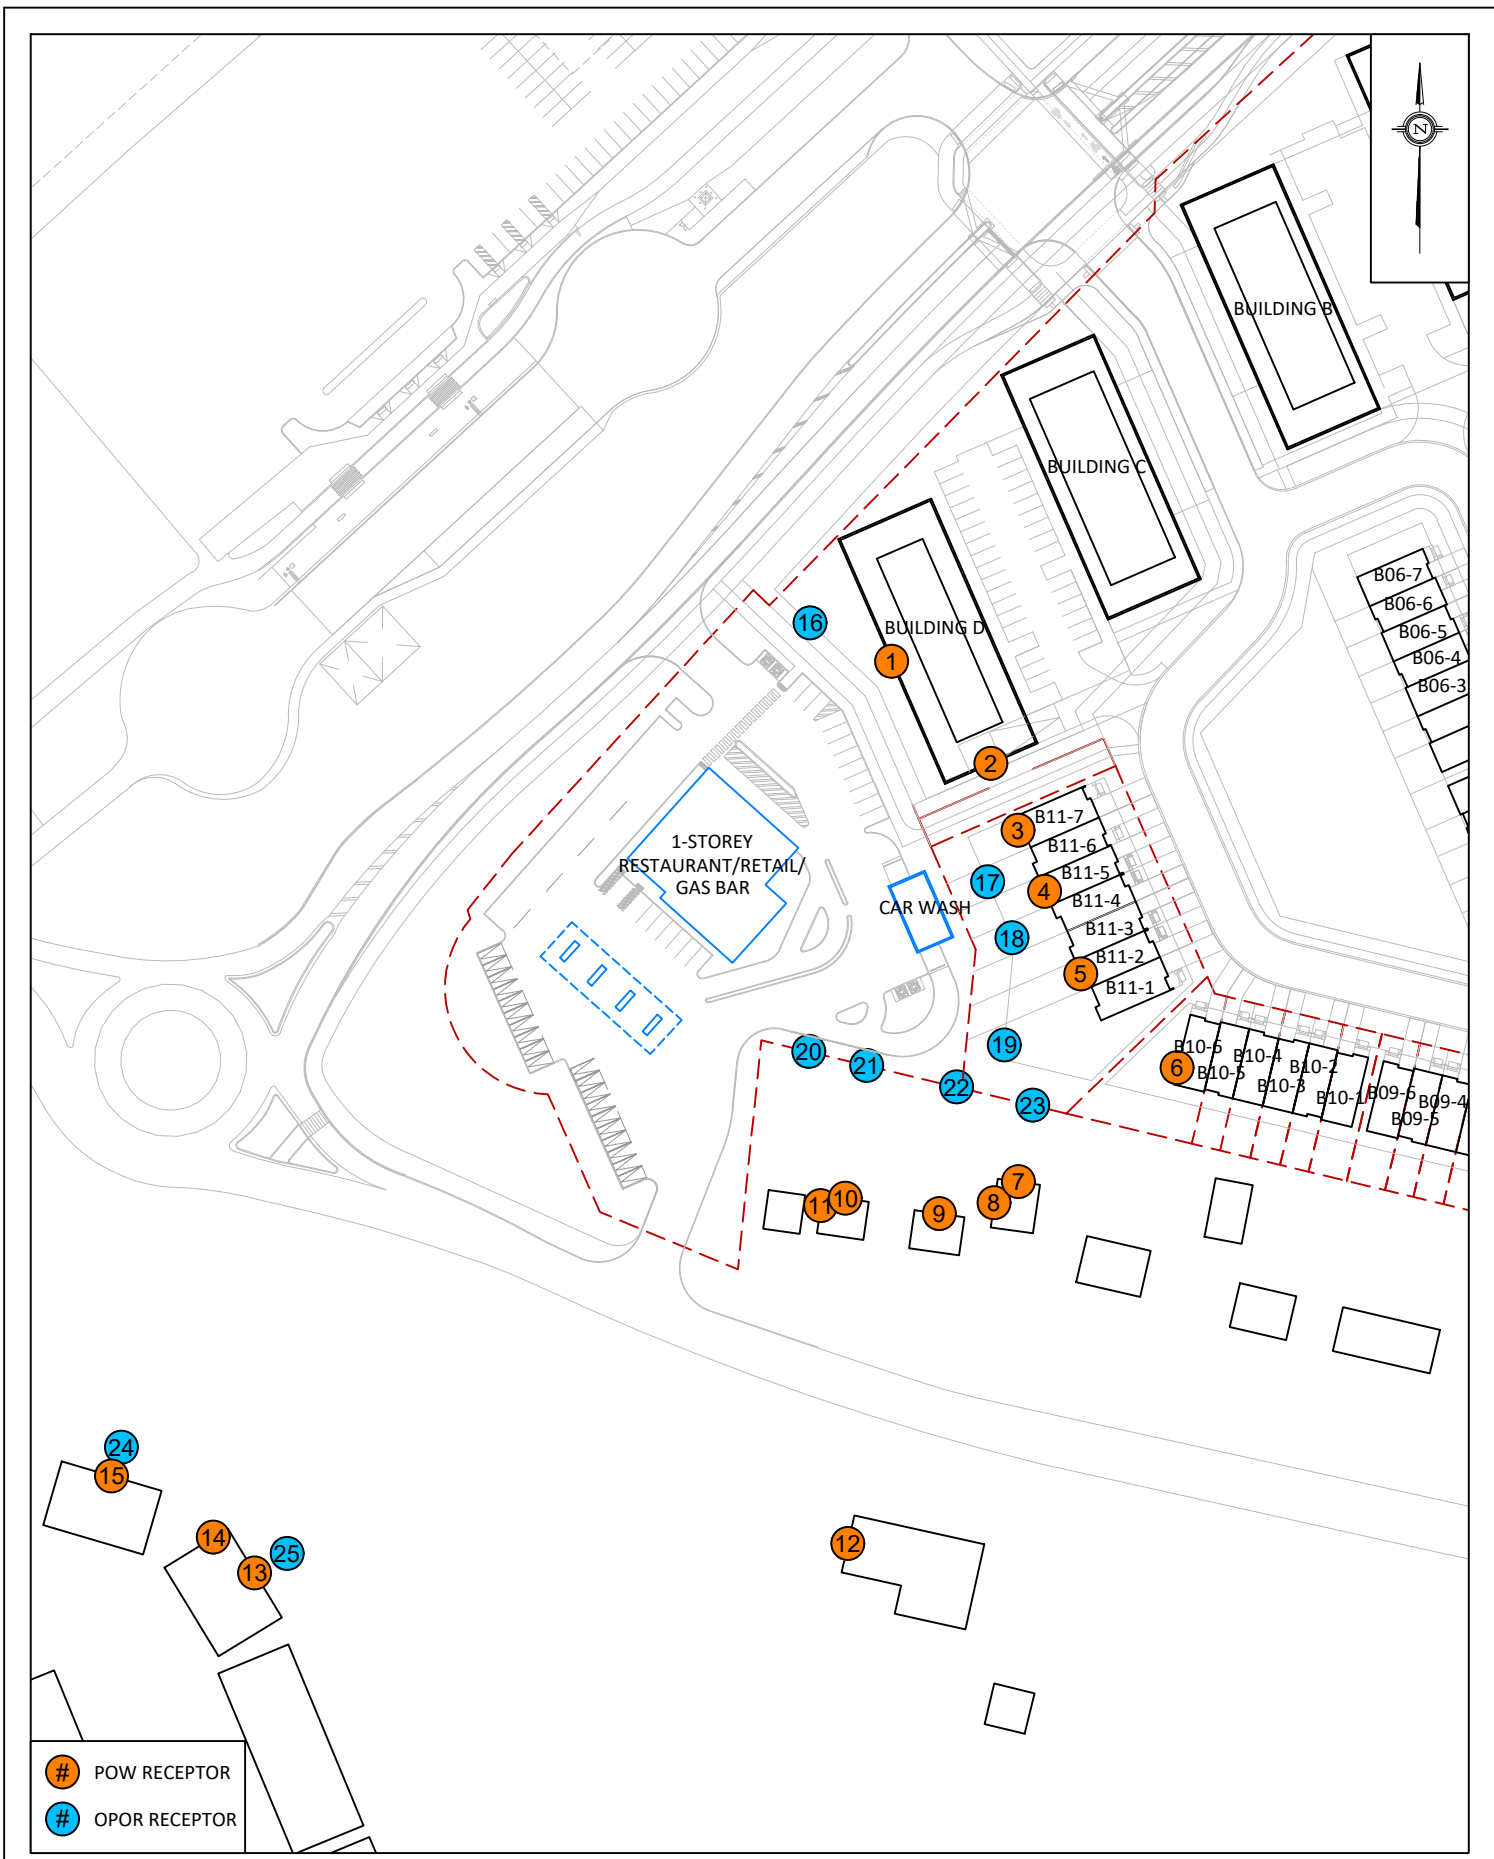 N
BUILDING B
BUILDING C
BUILDING D
16
1
2
B06-7
B06-6
B06-5
B06-4
B06-3
3
B11-7
B11-6
17
B11-5
4
B11-4
18
B11-3
B11-2
5
B11-1
1-STOREY
RESTAURANT/RETAIL/
GAS BAR
CAR WASH
19
20
21
22
23
6
B10-6
B10-5
B10-4
B10-3
B10-2
B10-1
B09-6
B09-5
B09-4
7
8
9
10
11
12
24
15
14
13
25
# POW RECEPTOR
# OPOR RECEPTOR